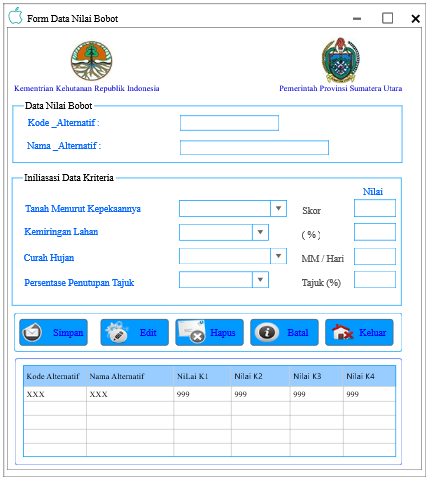 Form Data Nilai Bobot
Kementrian Kehutanan Republik Indonesia
Pemerintah Provinsi Sumatera Utara
Data Nilai Bobot
Kode _Alternatif :
Nama _Alternatif :
Iniliasasi Data Kriteria
Nilai
Tanah Menurut Kepekaannya
Skor
Kemiringan Lahan
( % )
Curah Hujan
MM / Hari
Persentase Penutupan Tajuk
Tajuk (%)
Simpan Edit Hapus Batal Keluar
Kode Alternatif Nama Alternatif NiLai K1 Nilai K2 Nilai K3 Nilai K4
XXX XXX 999 999 999 999